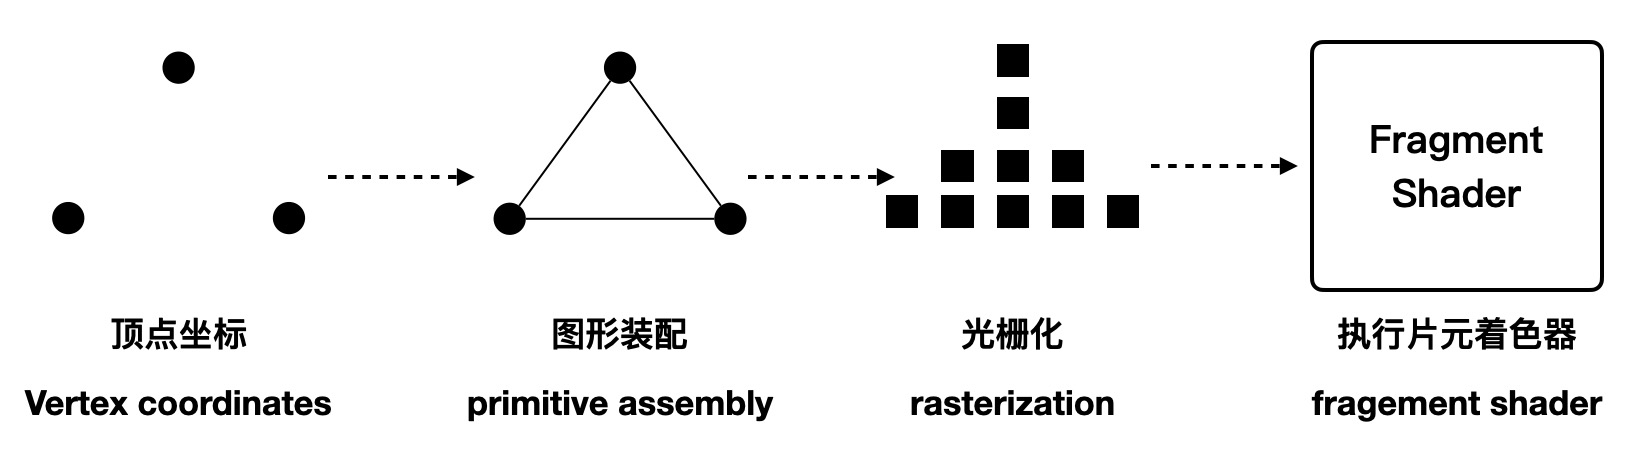 Fragment
Shader
顶点坐标
图形装配
光栅化
执行片元着色器
Vertex coordinates
primitive assembly
rasterization
fragement shader